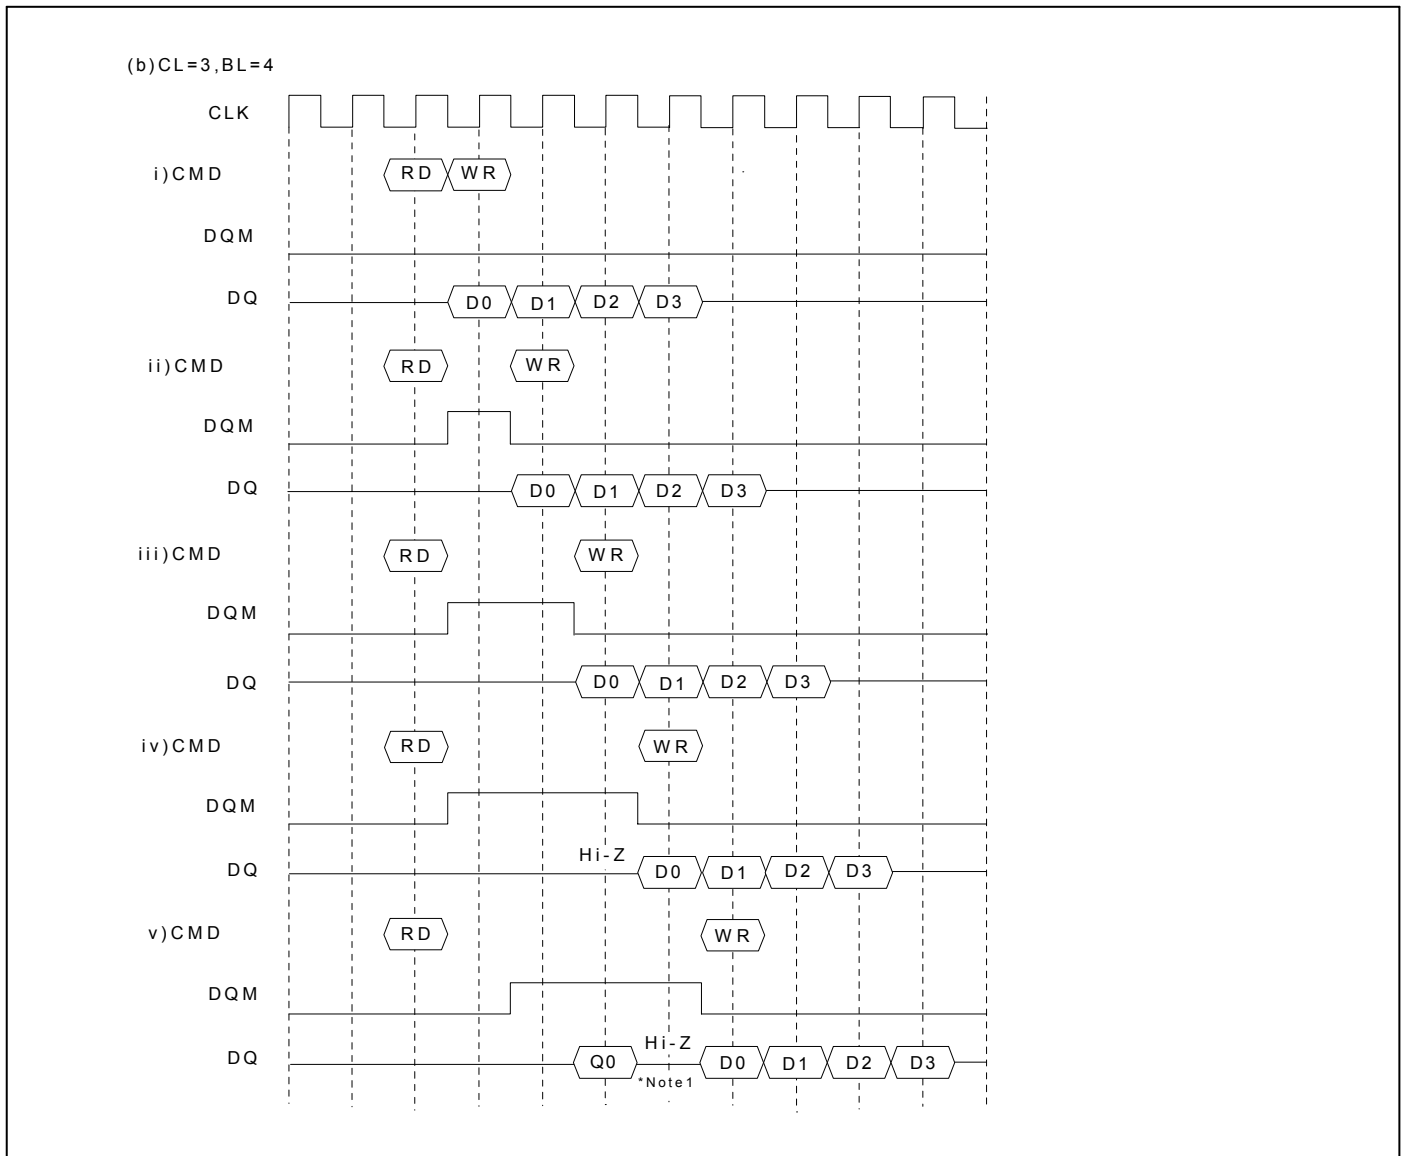 (b)CL=3,BL=4
CLK
i)CMD RD WR
DQM
DQ D0 D1 D2 D3
ii)CMD RD WR
DQM
DQ D0 D1 D2 D3
iii)CMD RD WR
DQM
DQ D0 D1 D2 D3
iv)CMD RD WR
DQM
Hi-Z
DQ D0 D1 D2 D3
v)CMD RD WR
DQM
Hi-Z
DQ Q0 D0 D1 D2 D3
*Note1